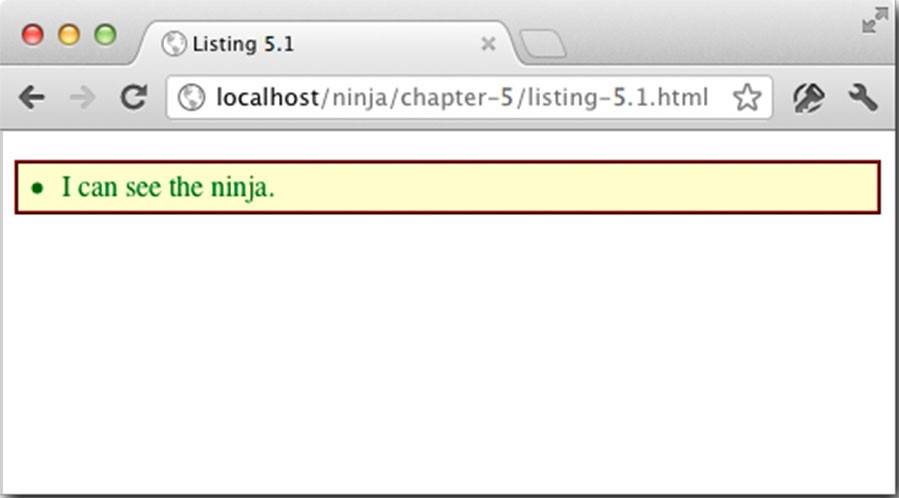 Listing 5.1
localhost/ninja/chapter-5/listing-5.1.html
• I can see the ninja.